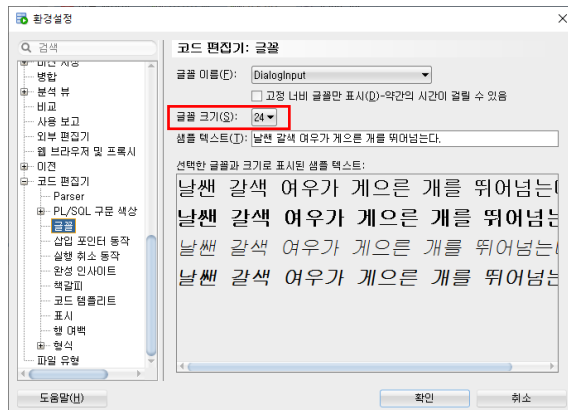 환경설정
검색
코드 편집기: 글꼴
병합
분석 뷰
비교
사용 보고
외부 편집기
웹 브라우저 및 프록시
이전
코드 편집기
Parser
PL/SQL 구문 색상
글꼴
삽입 포인터 동작
실행 취소 동작
완성 인사이트
책갈피
코드 템플리트
표시
행 여백
형식
파일 유형
글꼴 이름(F): DialogInput
고정 너비 글꼴만 표시(D)-약간의 시간이 걸릴 수 있음
글꼴 크기(S): 24
샘플 텍스트(T): 날쌘 갈색 여우가 게으른 개를 뛰어넘는다.
선택한 글꼴과 크기로 표시된 샘플 텍스트:
날쌘 갈색 여우가 게으른 개를 뛰어넘는
날쌘 갈색 여우가 게으른 개를 뛰어넘는
날쌘 갈색 여우가 게으른 개를 뛰어넘는
날쌘 갈색 여우가 게으른 개를 뛰어넘는
도움말(H)
확인
취소